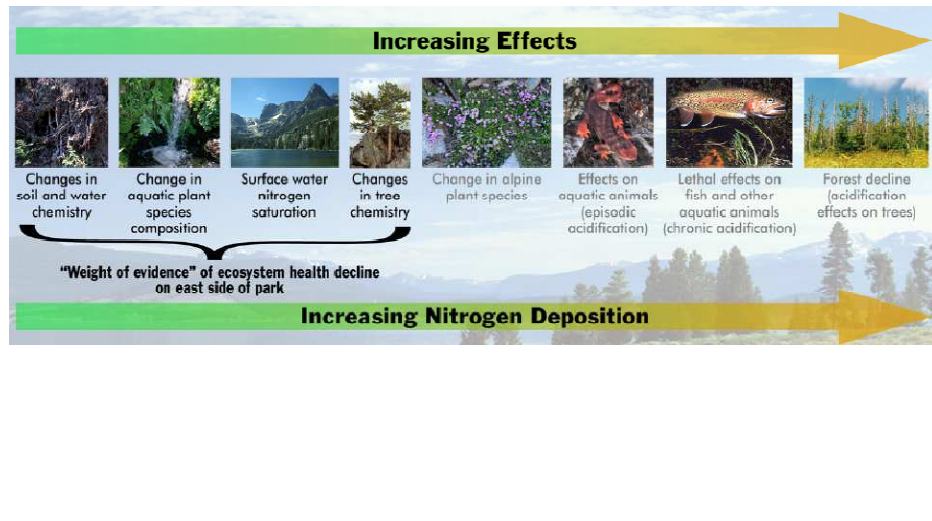 Increasing Effects
Changes in
soil and water
chemistry
Change in
aquatic plant
species
composition
Surface water
nitrogen
saturation
Changes
in tree
chemistry
Change in alpine
plant species
Effects on
aquatic animals
(episodic
acidification)
Lethal effects on
fish and other
aquatic animals
(chronic acidification)
Forest decline
(acidification
effects on trees)
“Weight of evidence” of ecosystem health decline
on east side of park
Increasing Nitrogen Deposition